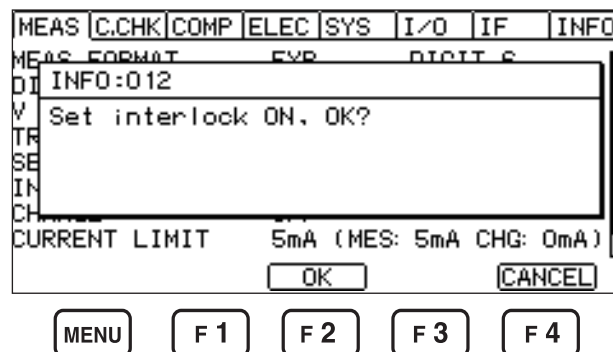 MEAS C.CHK COMP ELEC SYS I/O IF INFO
INFO:012
Set interlock ON, OK?
CURRENT LIMIT 5mA (MES: 5mA CHG: 0mA)
OK CANCEL
MENU F1 F2 F3 F4